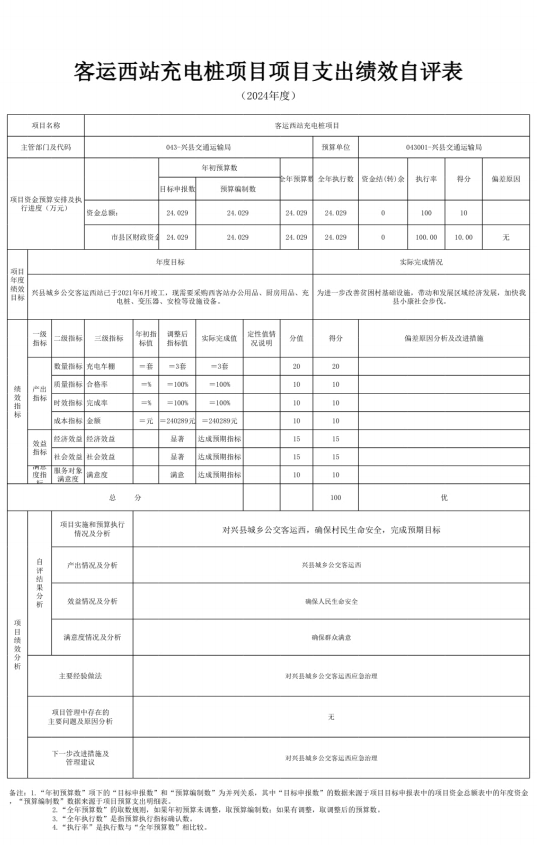 客运西站充电桩项目项目支出绩效自评表
（2024年度）
项目名称 客运西站充电桩项目
主管部门及代码 043-兴县交通运输局 预算单位 043001-兴县交通运输局
项目资金预算安排及执行进度（万元） 年初预算数 全年预算数 全年执行数 资金结(转)余 执行率 得分 偏差原因
目标申报数 预算编制数
资金总额： 24.029 24.029 24.029 24.029 0 100 10
市县区财政资金 24.029 24.029 24.029 24.029 0 100.00 10.00 无
项目年度绩效目标 年度目标 实际完成情况
兴县城乡公交客运西站已于2021年6月竣工，现需要采购西客站办公用品、厨房用品、充电桩、变压器、安检等设施设备。 为进一步改善贫困村基础设施，带动和发展区域经济发展，加快我县小康社会步伐。
绩效指标 一级指标 二级指标 三级指标 年初指标值 调整后指标值 实际完成值 定性值情况说明 分值 得分 偏差原因分析及改进措施
产出指标 数量指标 充电车棚 ＝套 ＝3套 ＝3套 20 20
质量指标 合格率 ＝% ＝100% ＝100% 10 10
时效指标 完成率 ＝% ＝100% ＝100% 10 10
成本指标 金额 ＝元 ＝240289元 ＝240289元 10 10
效益指标 经济效益 经济效益 显著 达成预期指标 15 15
社会效益 社会效益 显著 达成预期指标 15 15
满意度指标 服务对象满意度 满意度 满意 达成预期指标 10 10
总 分 100 优
项目绩效分析 自评结果分析 项目实施和预算执行情况及分析 对兴县城乡公交客运西，确保村民生命安全，完成预期目标
产出情况及分析 兴县城乡公交客运西
效益情况及分析 确保人民生命安全
满意度情况及分析 确保群众满意
主要经验做法 对兴县城乡公交客运西应急治理
项目管理中存在的主要问题及原因分析 无
下一步改进措施及管理建议 对兴县城乡公交客运西应急治理
备注：1.“年初预算数”项下的“目标申报数”和“预算编制数”为并列关系，其中“目标申报数”的数据来源于项目目标申报表中的项目资金总额表中的年度资金
，“预算编制数”数据来源于项目预算支出明细表。
2.“全年预算数”的取数规则，如果年初预算未调整，取预算编制数；如果有调整，取调整后的预算数。
3.“全年执行数”是指预算执行指标确认数。
4.“执行率”是执行数与“全年预算数”相比较。